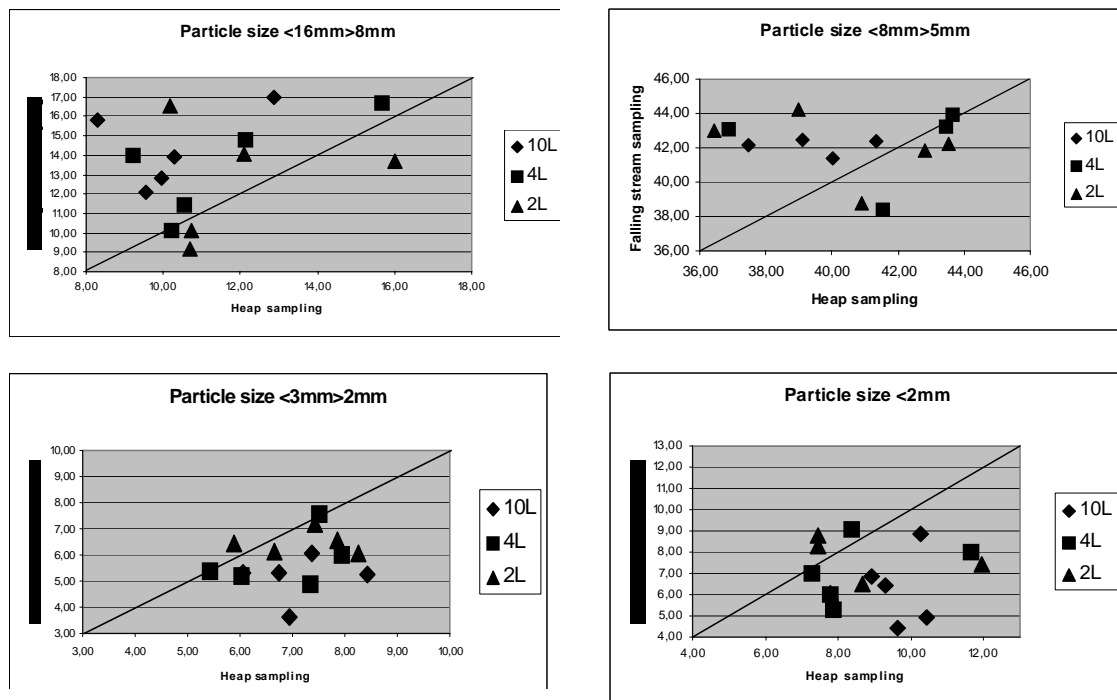 Particle size <16mm>8mm
18,00
17,00
16,00
15,00
14,00
13,00
12,00
11,00
10,00
9,00
8,00
8,00 10,00 12,00 14,00 16,00 18,00
Heap sampling
10L
4L
2L
Particle size <8mm>5mm
Falling stream sampling
46,00
44,00
42,00
40,00
38,00
36,00
36,00 38,00 40,00 42,00 44,00 46,00
Heap sampling
10L
4L
2L
Particle size <3mm>2mm
10,00
9,00
8,00
7,00
6,00
5,00
4,00
3,00
3,00 4,00 5,00 6,00 7,00 8,00 9,00 10,00
Heap sampling
10L
4L
2L
Particle size <2mm
13,00
12,00
11,00
10,00
9,00
8,00
7,00
6,00
5,00
4,00
4,00 6,00 8,00 10,00 12,00
Heap sampling
10L
4L
2L